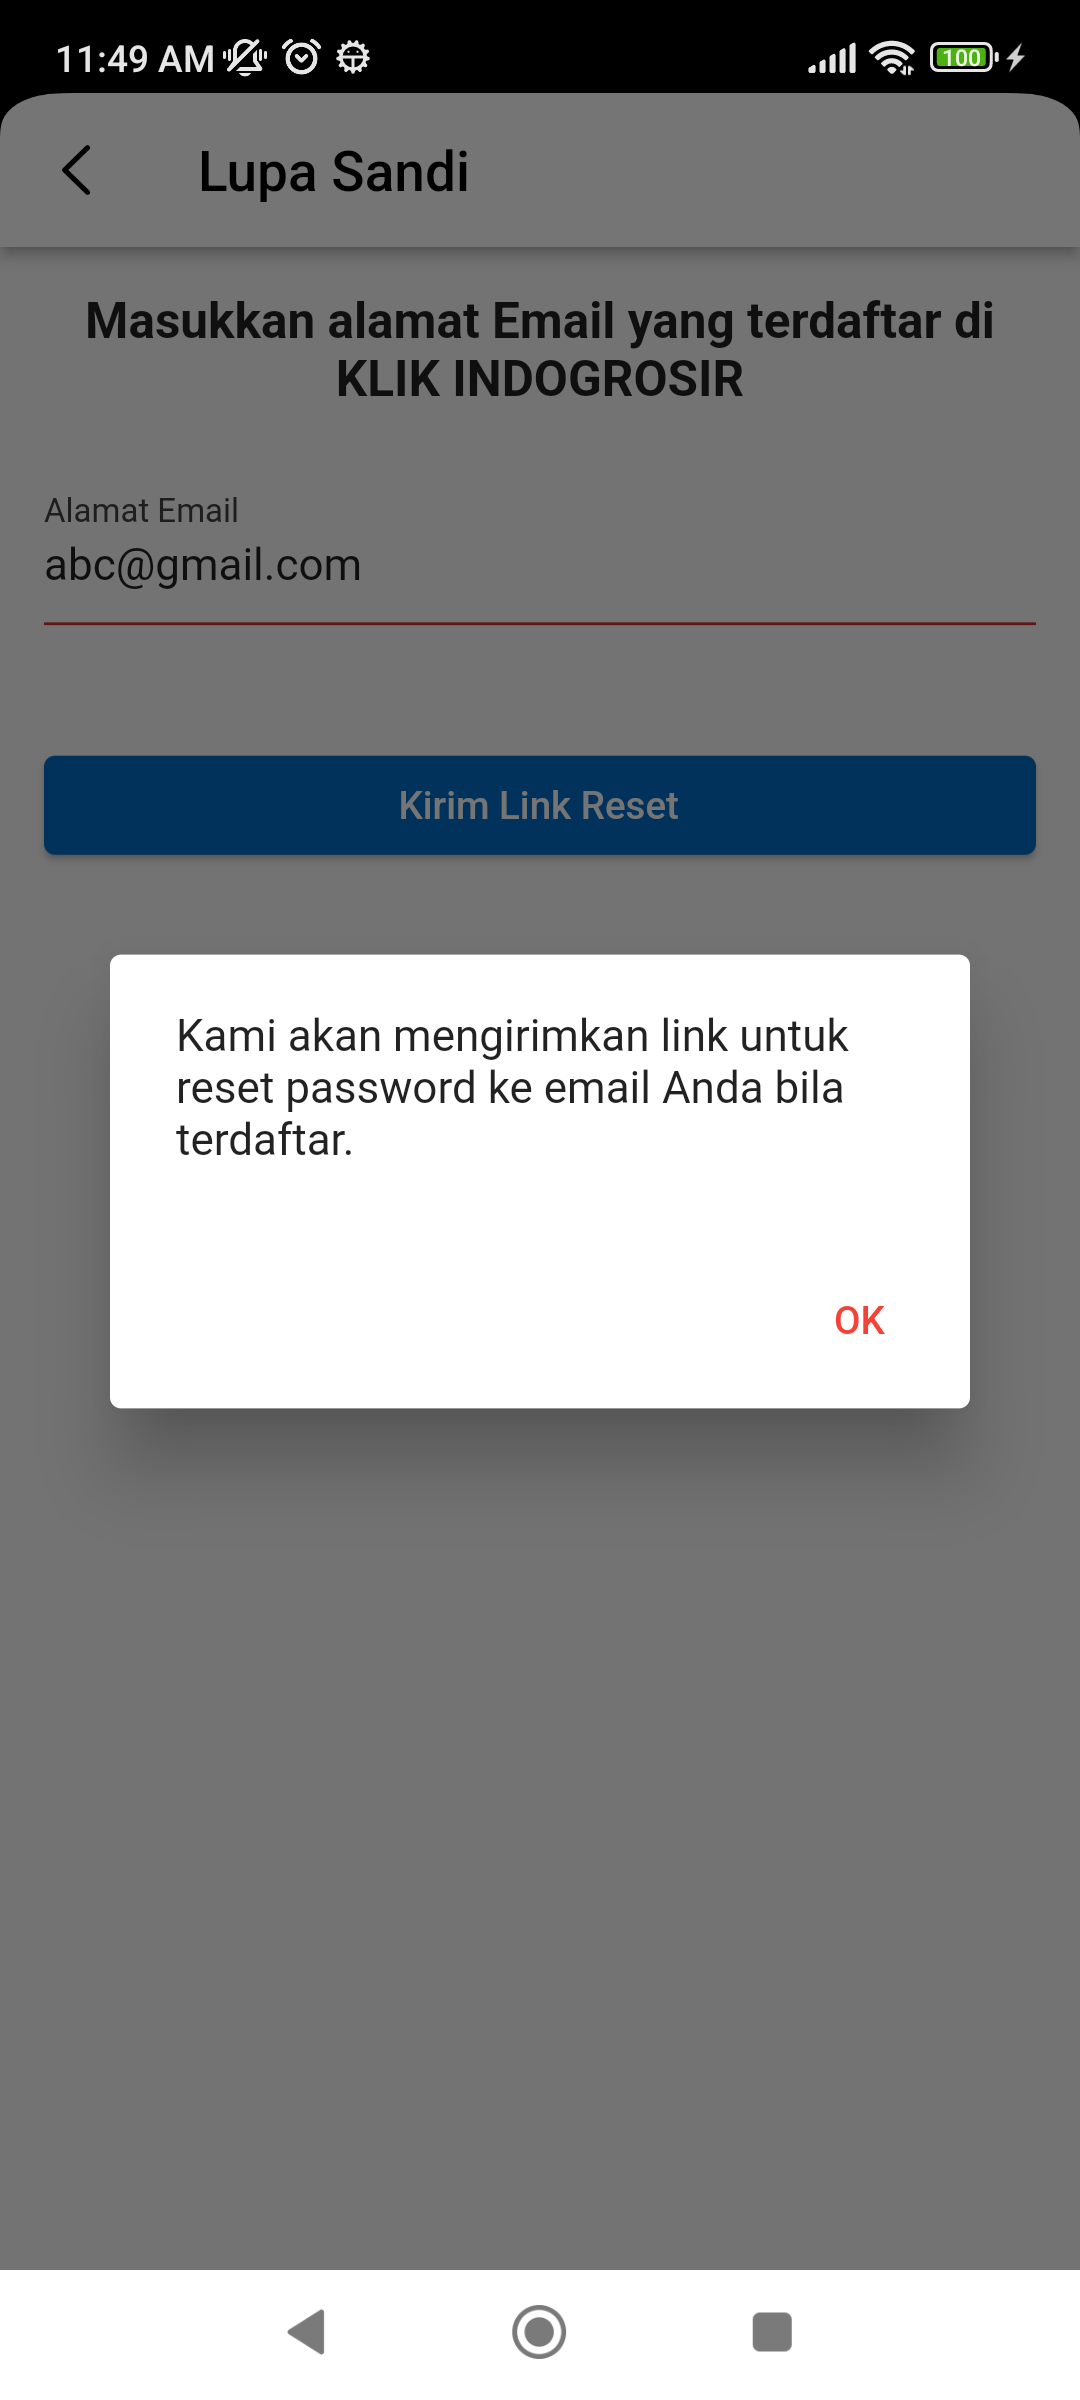 11:49 AM
100
Lupa Sandi
Masukkan alamat Email yang terdaftar di
KLIK INDOGROSIR
Alamat Email
abc@gmail.com
Kirim Link Reset
Kami akan mengirimkan link untuk
reset password ke email Anda bila
terdaftar.
OK